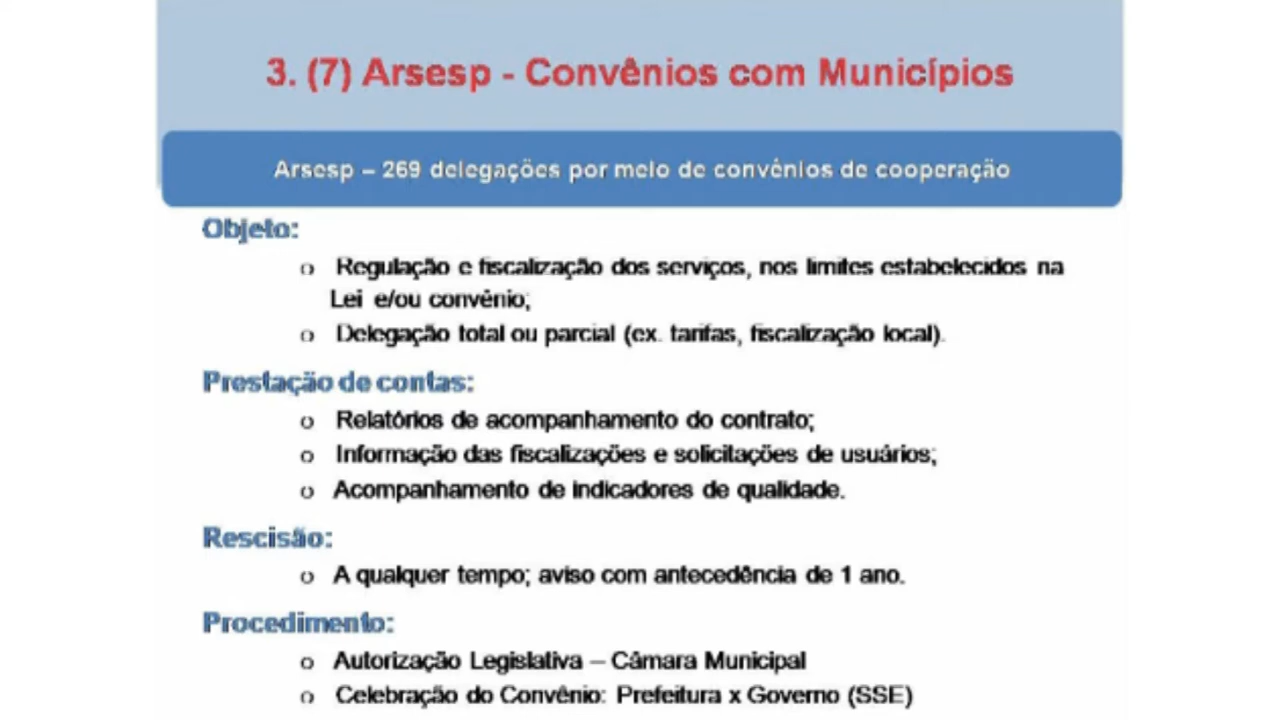 3. (7) Arsesp - Convênios com Municípios
Arsesp – 269 delegações por meio de convênios de cooperação
Objeto:
o Regulação e fiscalização dos serviços, nos limites estabelecidos na
Lei e/ou convênio;
o Delegação total ou parcial (ex. tarifas, fiscalização local).
Prestação de contas:
o Relatórios de acompanhamento do contrato;
o Informação das fiscalizações e solicitações de usuários;
o Acompanhamento de indicadores de qualidade.
Rescisão:
o A qualquer tempo; aviso com antecedência de 1 ano.
Procedimento:
o Autorização Legislativa – Câmara Municipal
o Celebração do Convênio: Prefeitura x Governo (SSE)